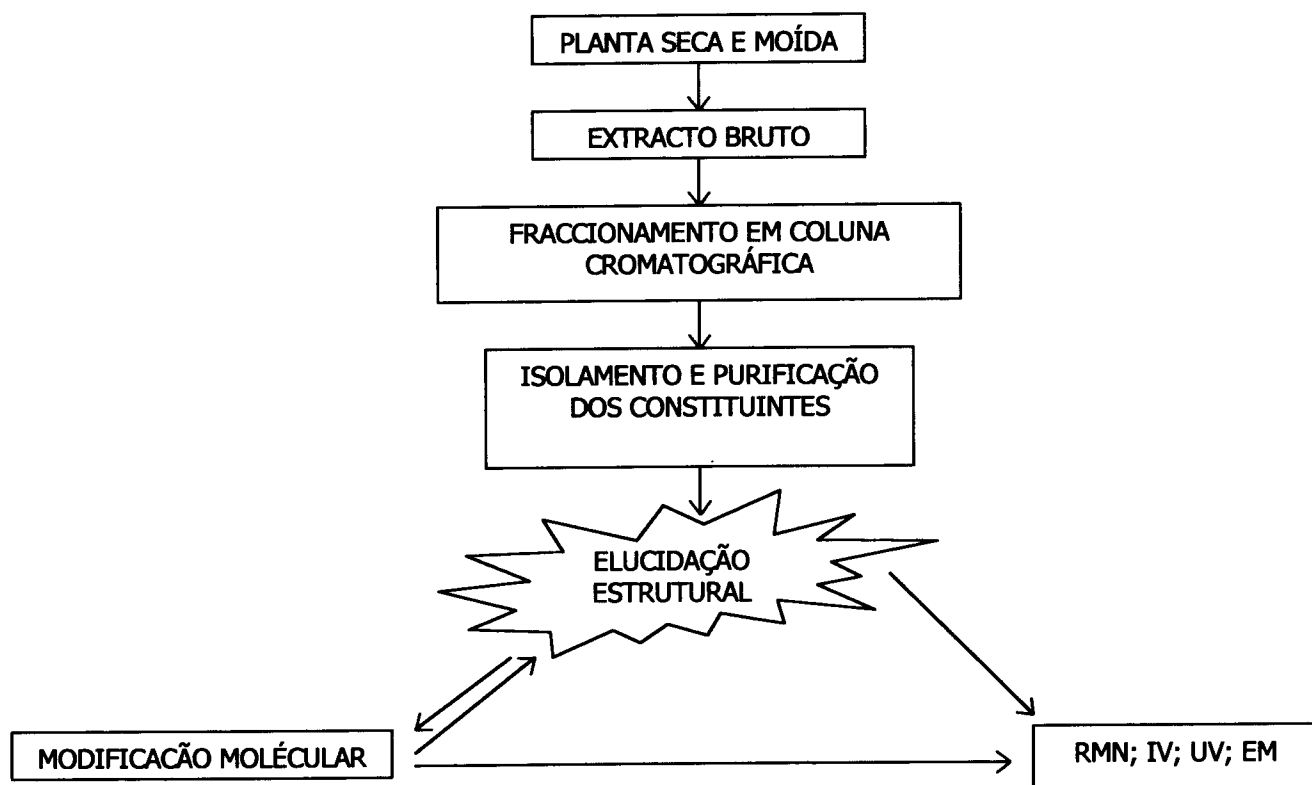 PLANTA SECA E MOÍDA
EXTRACTO BRUTO
FRACCIONAMENTO EM COLUNA
CROMATOGRÁFICA
ISOLAMENTO E PURIFICAÇÃO
DOS CONSTITUINTES
ELUCIDAÇÃO
ESTRUTURAL
MODIFICACÃO MOLÉCULAR
RMN; IV; UV; EM